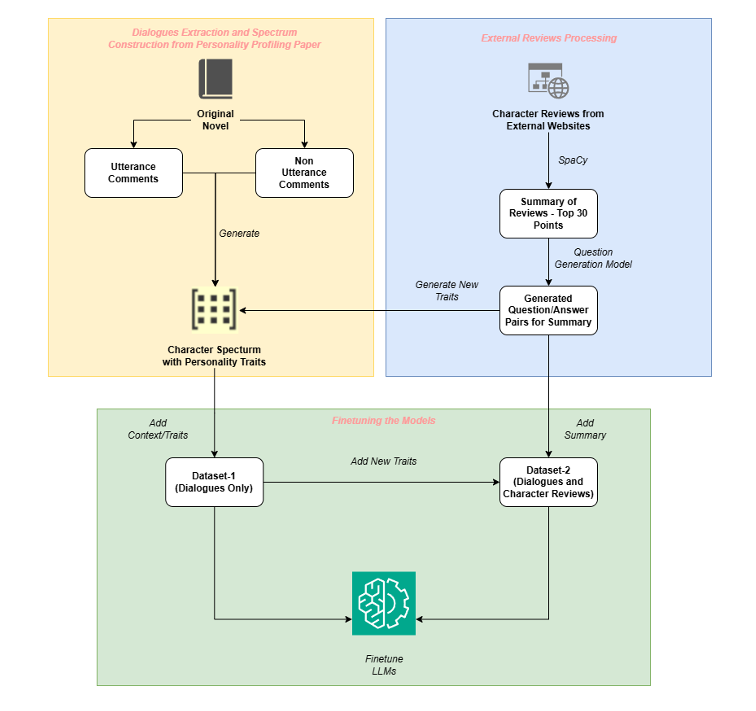 Dialogues Extraction and Spectrum
Construction from Personality Profiling Paper
Original
Novel
Utterance
Comments
Non
Utterance
Comments
Generate
Character Specturm
with Personality Traits
External Reviews Processing
Character Reviews from
External Websites
SpaCy
Summary of
Reviews - Top 30
Points
Question
Generation Model
Generated
Question/Answer
Pairs for Summary
Generate New
Traits
Finetuning the Models
Add
Context/Traits
Add
Summary
Dataset-1
(Dialogues Only)
Add New Traits
Dataset-2
(Dialogues and
Character Reviews)
Finetune
LLMs